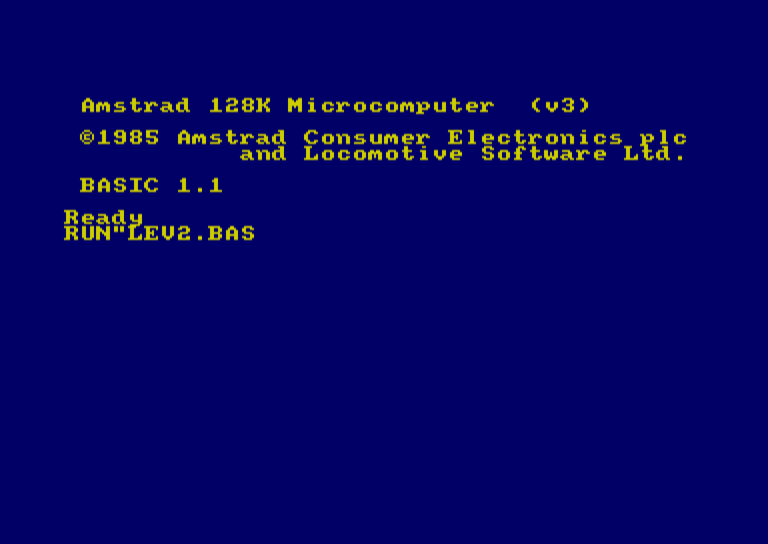 Amstrad 128K Microcomputer (v3)
©1985 Amstrad Consumer Electronics plc
and Locomotive Software Ltd.
BASIC 1.1
Ready
RUN"LEV2.BAS